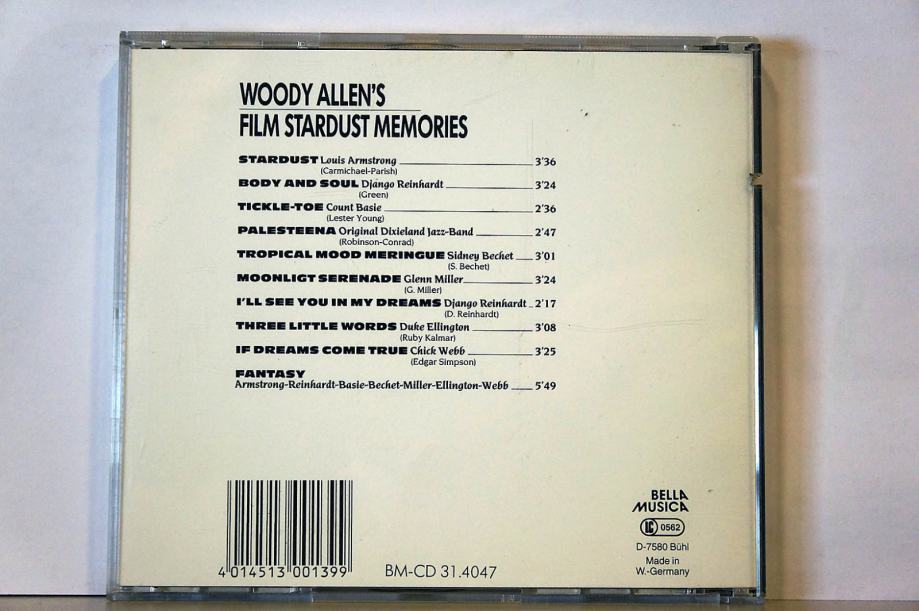 WOODY ALLEN'S
FILM STARDUST MEMORIES
STARDUST Louis Armstrong 3'36
(Carmichael-Parish)
BODY AND SOUL Django Reinhardt 3'24
(Green)
TICKLE-TOE Count Basie 2'36
(Lester Young)
PALESTEENA Original Dixieland Jazz-Band 2'47
(Robinson-Conrad)
TROPICAL MOOD MERINGUE Sidney Bechet 3'01
(S. Bechet)
MOONLIGT SERENADE Glenn Miller 3'24
(G. Miller)
I'LL SEE YOU IN MY DREAMS Django Reinhardt 2'17
(D. Reinhardt)
THREE LITTLE WORDS Duke Ellington 3'08
(Ruby Kalmar)
IF DREAMS COME TRUE Chick Webb 3'25
(Edgar Simpson)
FANTASY
Armstrong-Reinhardt-Basie-Bechet-Miller-Ellington-Webb 5'49
4 014513 001399
BM-CD 31.4047
BELLA
MUSICA
LC 0562
D-7580 Bühl
Made in
W.-Germany